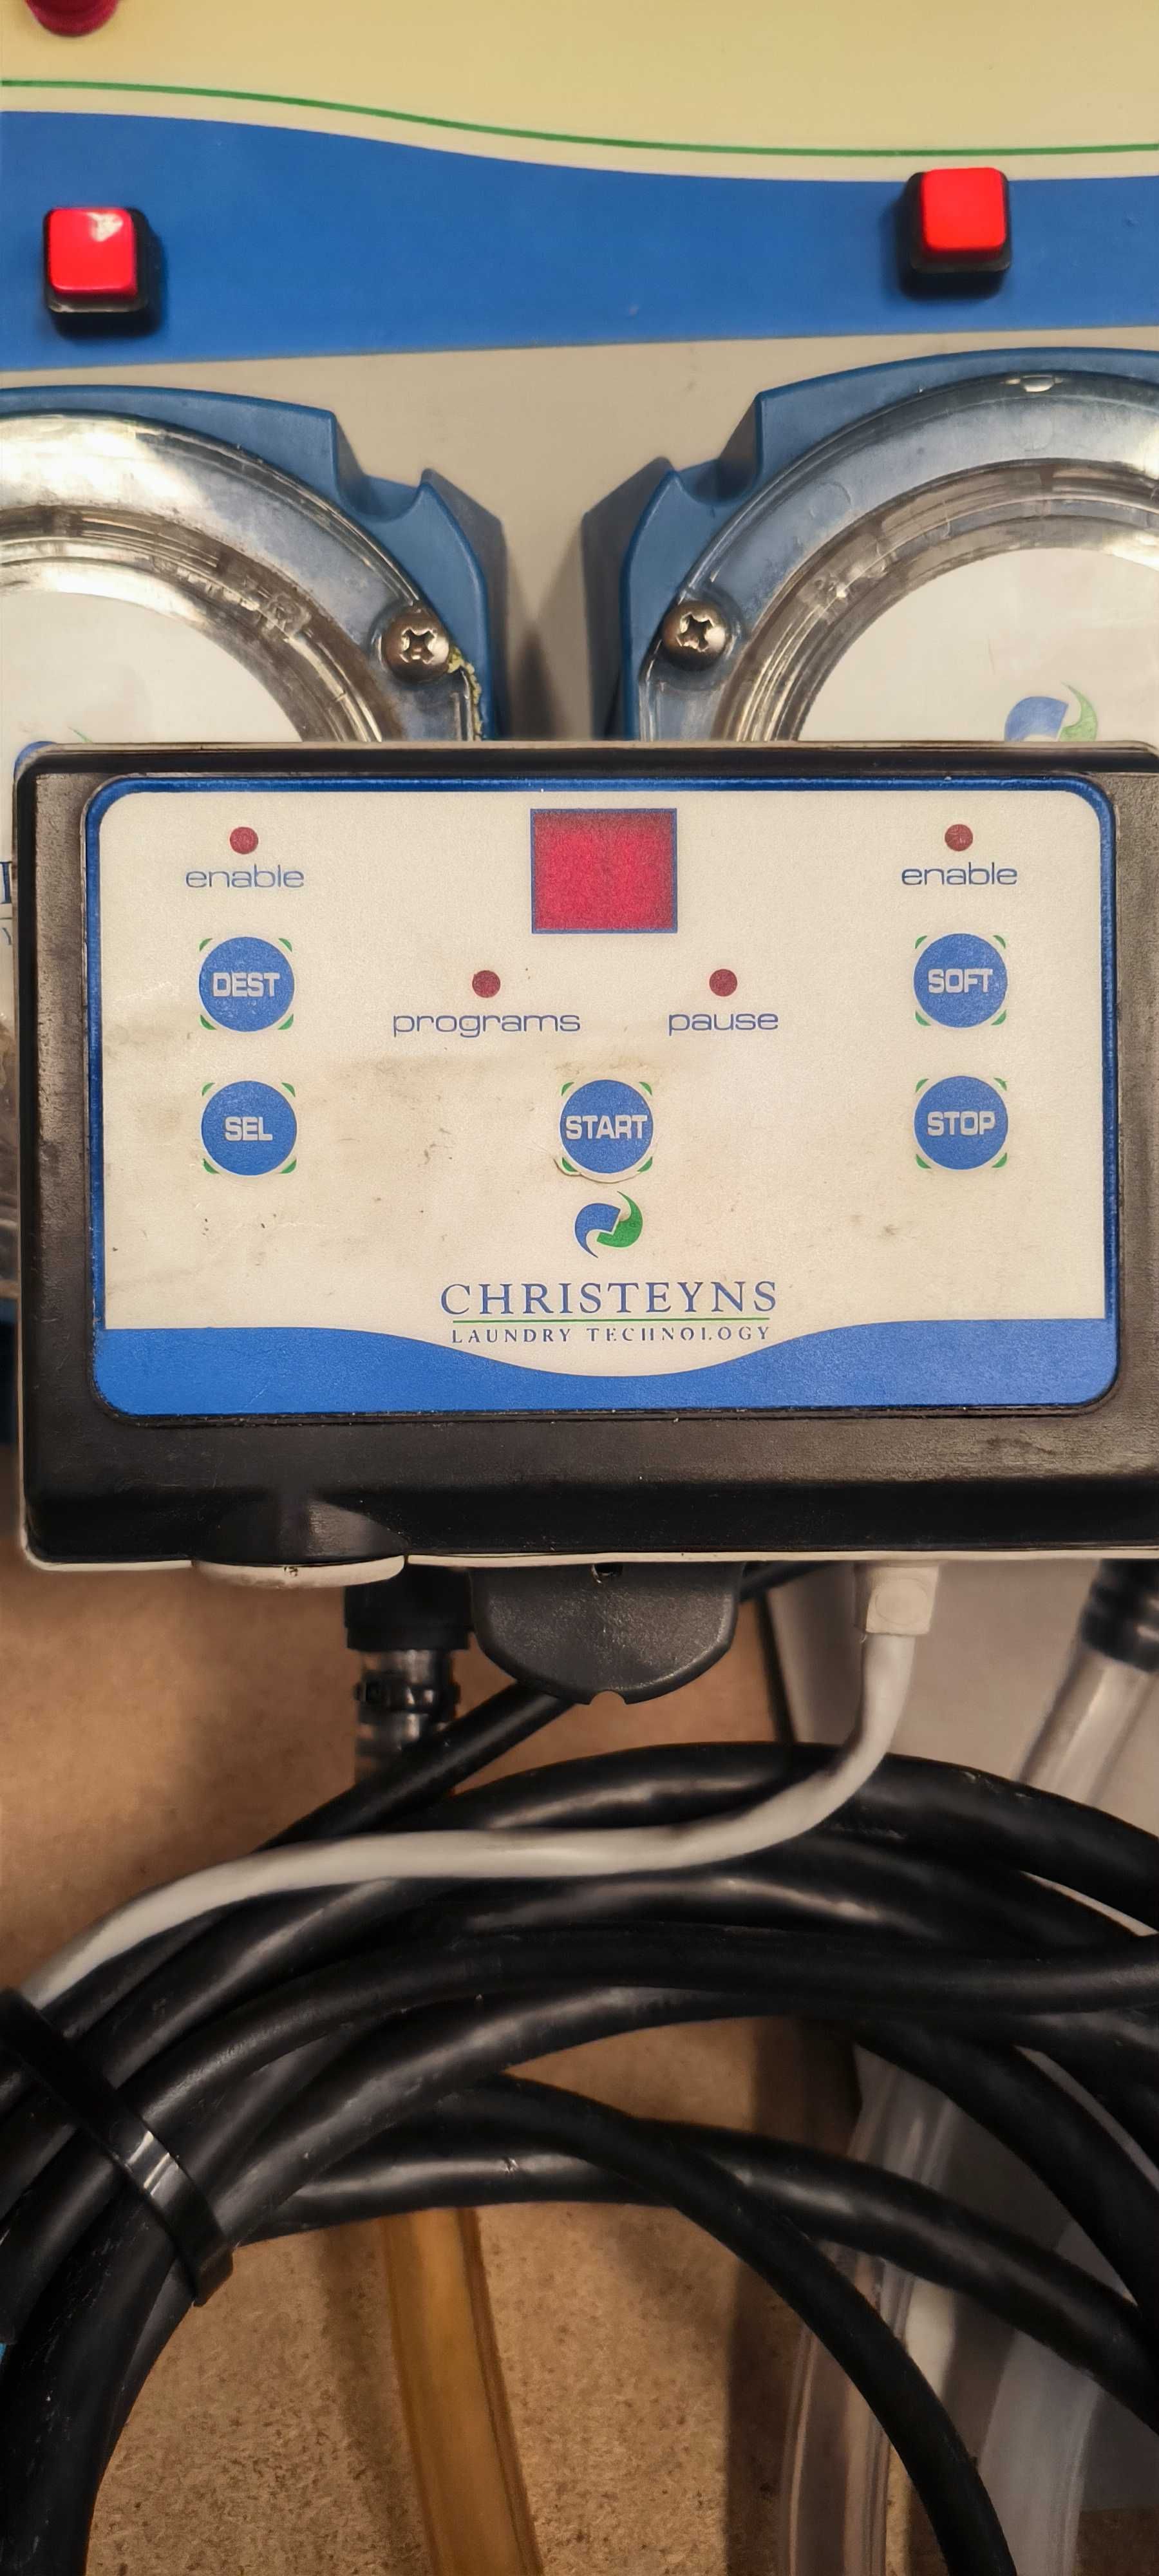 enable
enable
DEST
SOFT
programs
pause
SEL
START
STOP
CHRISTEYNS
LAUNDRY TECHNOLOGY